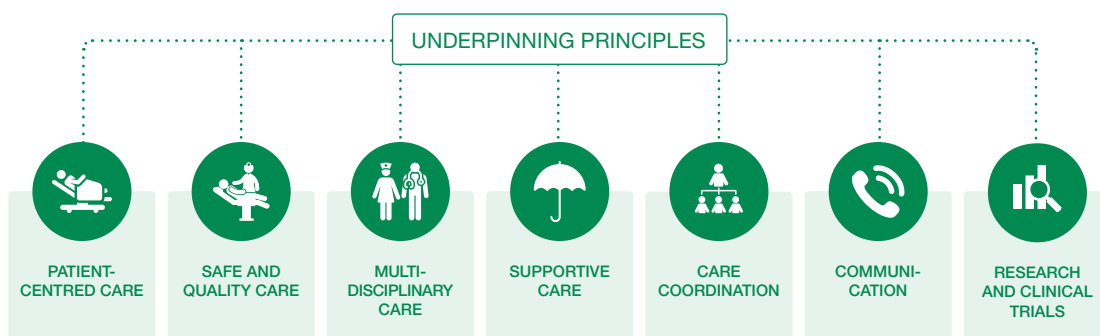 UNDERPINNING PRINCIPLES
PATIENT-
CENTRED CARE
SAFE AND
QUALITY CARE
MULTI-
DISCIPLINARY
CARE
SUPPORTIVE
CARE
CARE
COORDINATION
COMMUNI-
CATION
RESEARCH
AND CLINICAL
TRIALS